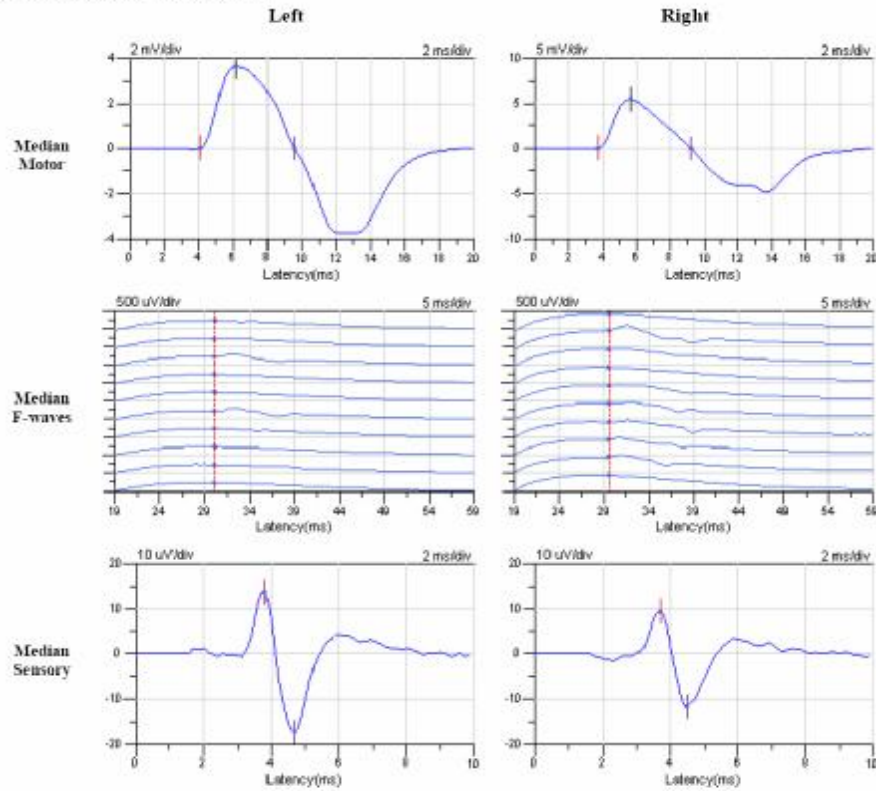 Left
Right
2 mV/div
2 ms/div
5 mV/div
2 ms/div
Median
Motor
4
2
0
-2
-4
0 2 4 6 8 10 12 14 16 18 20
Latency(ms)
10
5
0
-5
-10
0 2 4 6 8 10 12 14 16 18 20
Latency(ms)
500 uV/div
5 ms/div
500 uV/div
5 ms/div
Median
F-waves
19 24 29 34 39 44 49 54 59
Latency(ms)
19 24 29 34 39 44 49 54 59
Latency(ms)
10 uV/div
2 ms/div
10 uV/div
2 ms/div
Median
Sensory
20
10
0
-10
-20
0 2 4 6 8 10
Latency(ms)
20
10
0
-10
-20
0 2 4 6 8 10
Latency(ms)